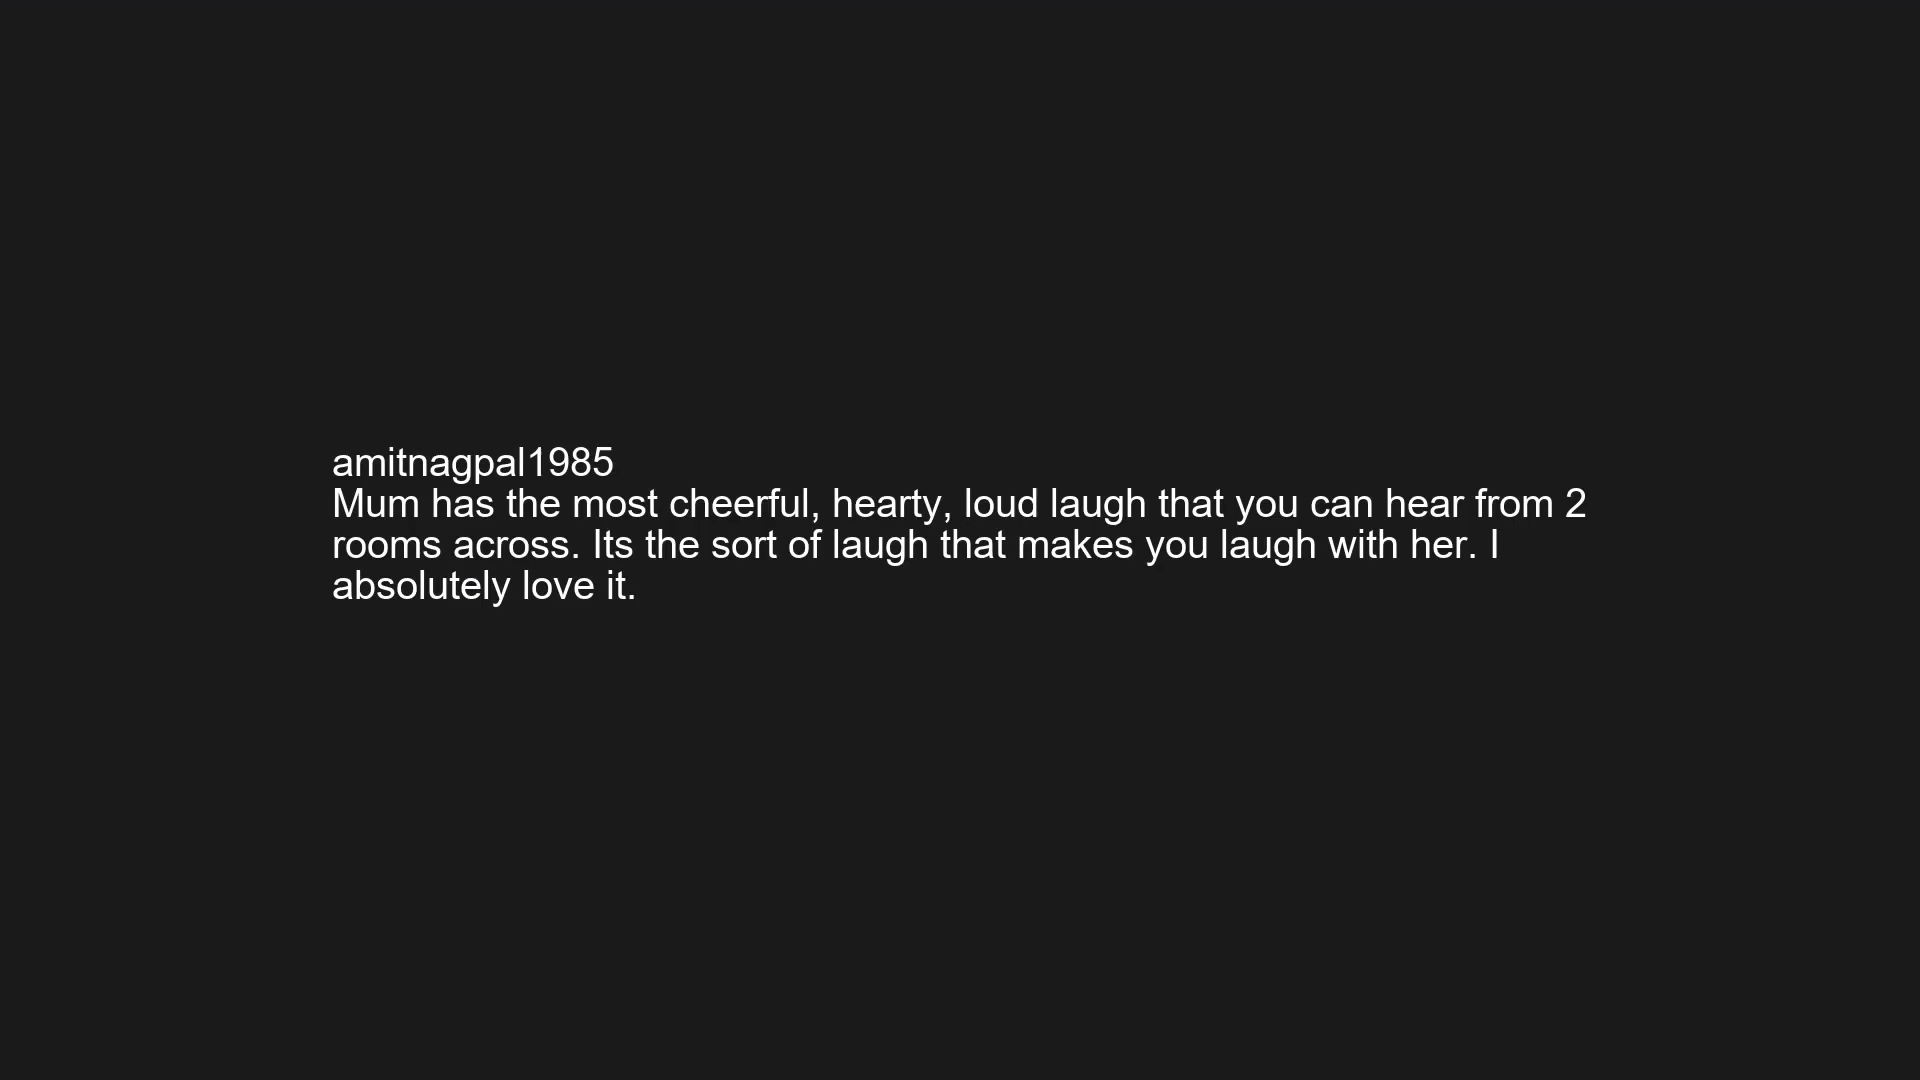 amitnagpal1985
Mum has the most cheerful, hearty, loud laugh that you can hear from 2
rooms across. Its the sort of laugh that makes you laugh with her. I
absolutely love it.